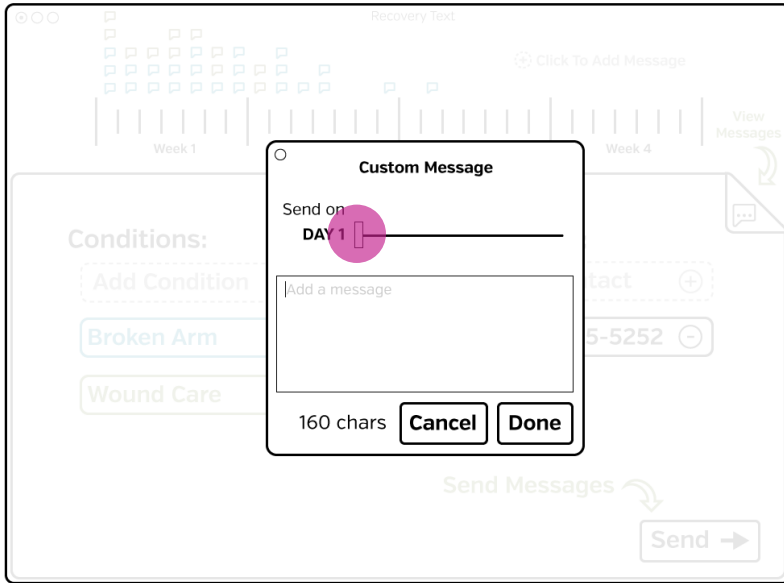 Recovery Text
Click To Add Message
View
Messages
Week 1
Week 4
Custom Message
Send on
DAY 1
Add a message
160 chars
Cancel
Done
Conditions:
Add Condition
tact
Broken Arm
5-5252
Wound Care
Send Messages
Send